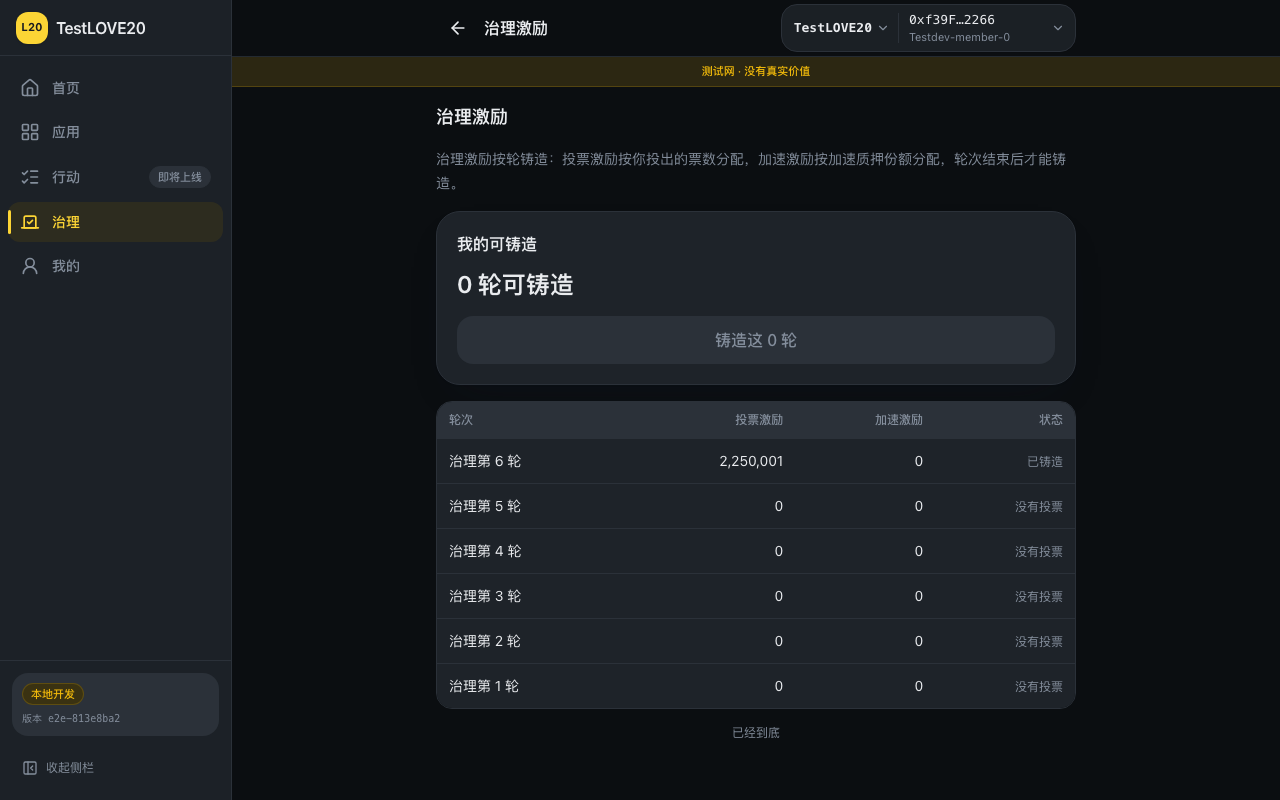 L20 TestLOVE20
首页
应用
行动 即将上线
治理
我的
本地开发
版本 e2e-813e8ba2
收起侧栏
治理激励
TestLOVE20
0xf39F…2266
Testdev-member-0
测试网 · 没有真实价值
治理激励
治理激励按轮铸造：投票激励按你投出的票数分配，加速激励按加速质押份额分配，轮次结束后才能铸
造。
我的可铸造
0 轮可铸造
铸造这 0 轮
轮次 投票激励 加速激励 状态
治理第 6 轮 2,250,001 0 已铸造
治理第 5 轮 0 0 没有投票
治理第 4 轮 0 0 没有投票
治理第 3 轮 0 0 没有投票
治理第 2 轮 0 0 没有投票
治理第 1 轮 0 0 没有投票
已经到底